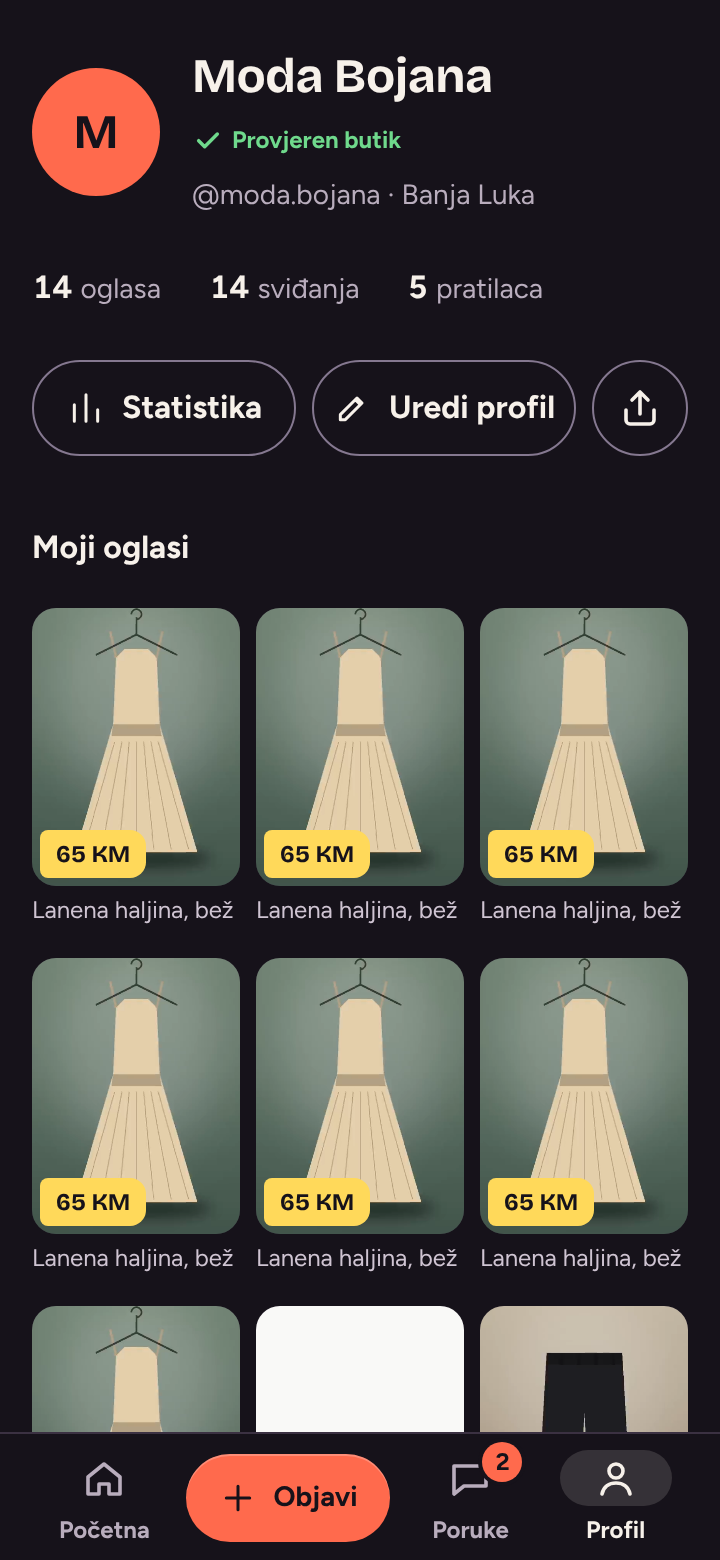 M
Moda Bojana
Provjeren butik
@moda.bojana · Banja Luka
14 oglasa 14 sviđanja 5 pratilaca
Statistika Uredi profil
Moji oglasi
65 KM 65 KM 65 KM
Lanena haljina, bež Lanena haljina, bež Lanena haljina, bež
65 KM 65 KM 65 KM
Lanena haljina, bež Lanena haljina, bež Lanena haljina, bež
2
Objavi
Početna Poruke Profil